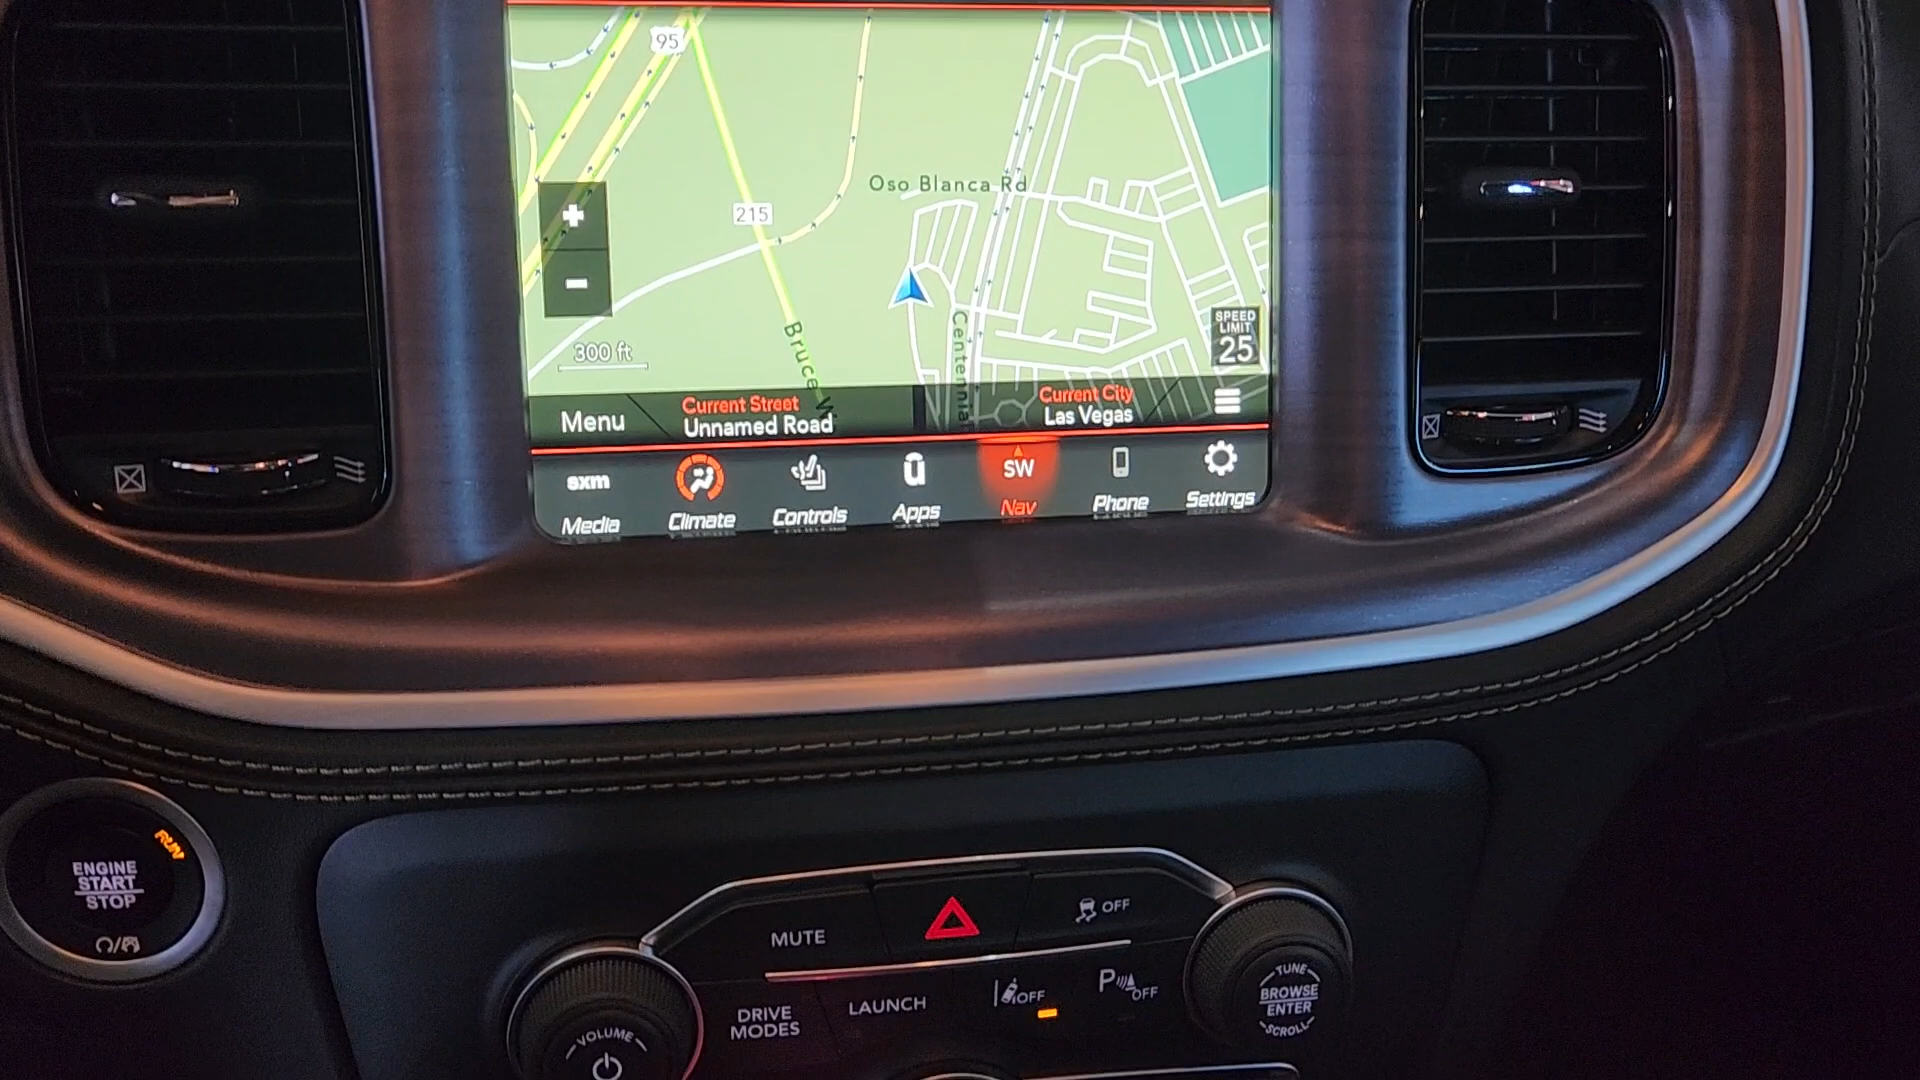 95
Oso Blanca Rd
215
Bruce W
Centennial
300 ft
SPEED
LIMIT
25
Menu
Current Street
Unnamed Road
Current City
Las Vegas
sxm
SW
Media
Climate
Controls
Apps
Nav
Phone
Settings
RUN
ENGINE
START
STOP
MUTE
OFF
DRIVE
MODES
LAUNCH
OFF
P OFF
VOLUME
TUNE
BROWSE
ENTER
SCROLL